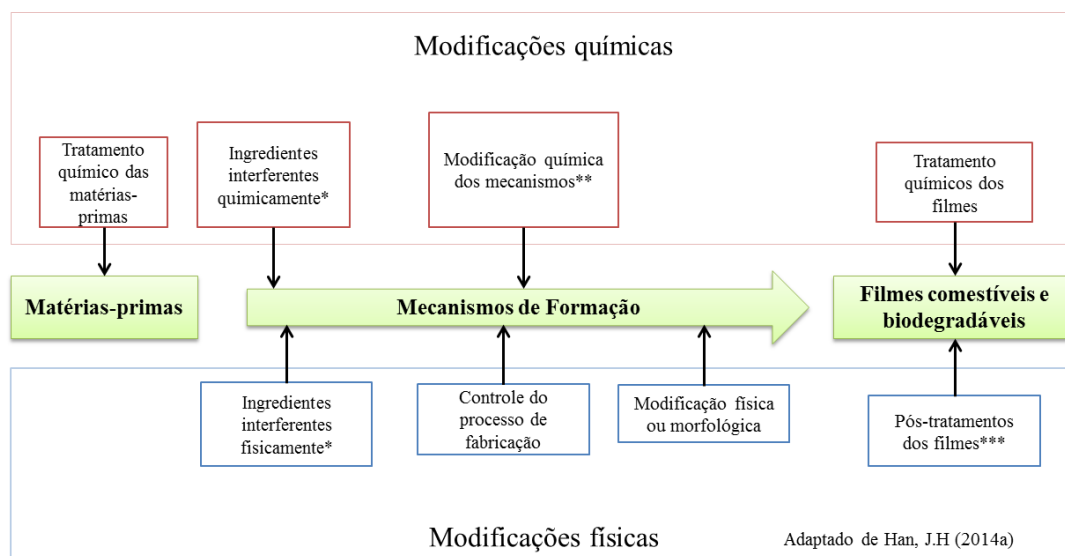 Modificações químicas
Tratamento
químico das
matérias-
primas
Ingredientes
interferentes
quimicamente*
Modificação química
dos mecanismos**
Tratamento
químicos dos
filmes
Matérias-primas
Mecanismos de Formação
Filmes comestíveis e
biodegradáveis
Ingredientes
interferentes
fisicamente*
Controle do
processo de
fabricação
Modificação física
ou morfológica
Pós-tratamentos
dos filmes***
Modificações físicas
Adaptado de Han, J.H (2014a)